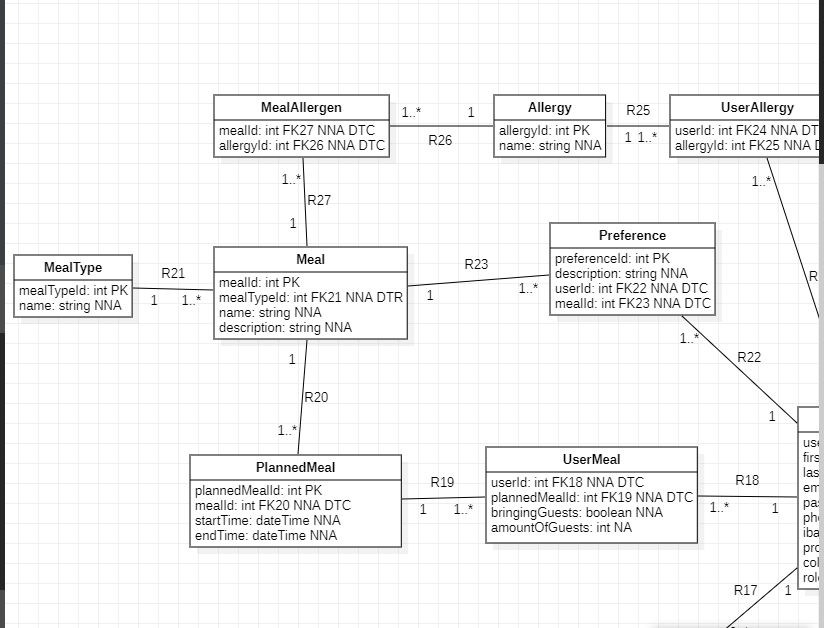 MealAllergen
mealId: int FK27 NNA DTC
allergyId: int FK26 NNA DTC
1..*
1
R26
Allergy
allergyId: int PK
name: string NNA
R25
1 1..*
UserAllergy
userId: int FK24 NNA
allergyId: int FK25 NNA
1..*
R27
1
1..*
MealType
mealTypeId: int PK
name: string NNA
R21
1
1..*
Meal
mealId: int PK
mealTypeId: int FK21 NNA DTR
name: string NNA
description: string NNA
R23
1
1..*
Preference
preferenceId: int PK
description: string NNA
userId: int FK22 NNA DTC
mealId: int FK23 NNA DTC
1..*
R22
1
1
R20
1..*
PlannedMeal
plannedMealId: int PK
mealId: int FK20 NNA DTC
startTime: dateTime NNA
endTime: dateTime NNA
R19
1
1..*
UserMeal
userId: int FK18 NNA DTC
plannedMealId: int FK19 NNA DTC
bringingGuests: boolean NNA
amountOfGuests: int NA
R18
1..*
1
R17
1